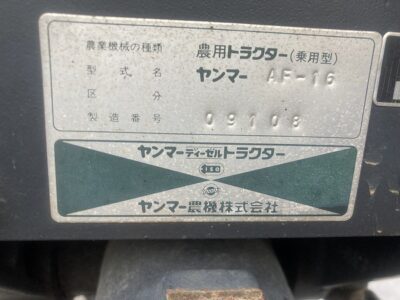 農業機械の種類 農用トラクター(乗用型)
型式名 ヤンマー AF-16
区分
製造番号 09108
ヤンマーディーゼルトラクター
ヤンマー農機株式会社